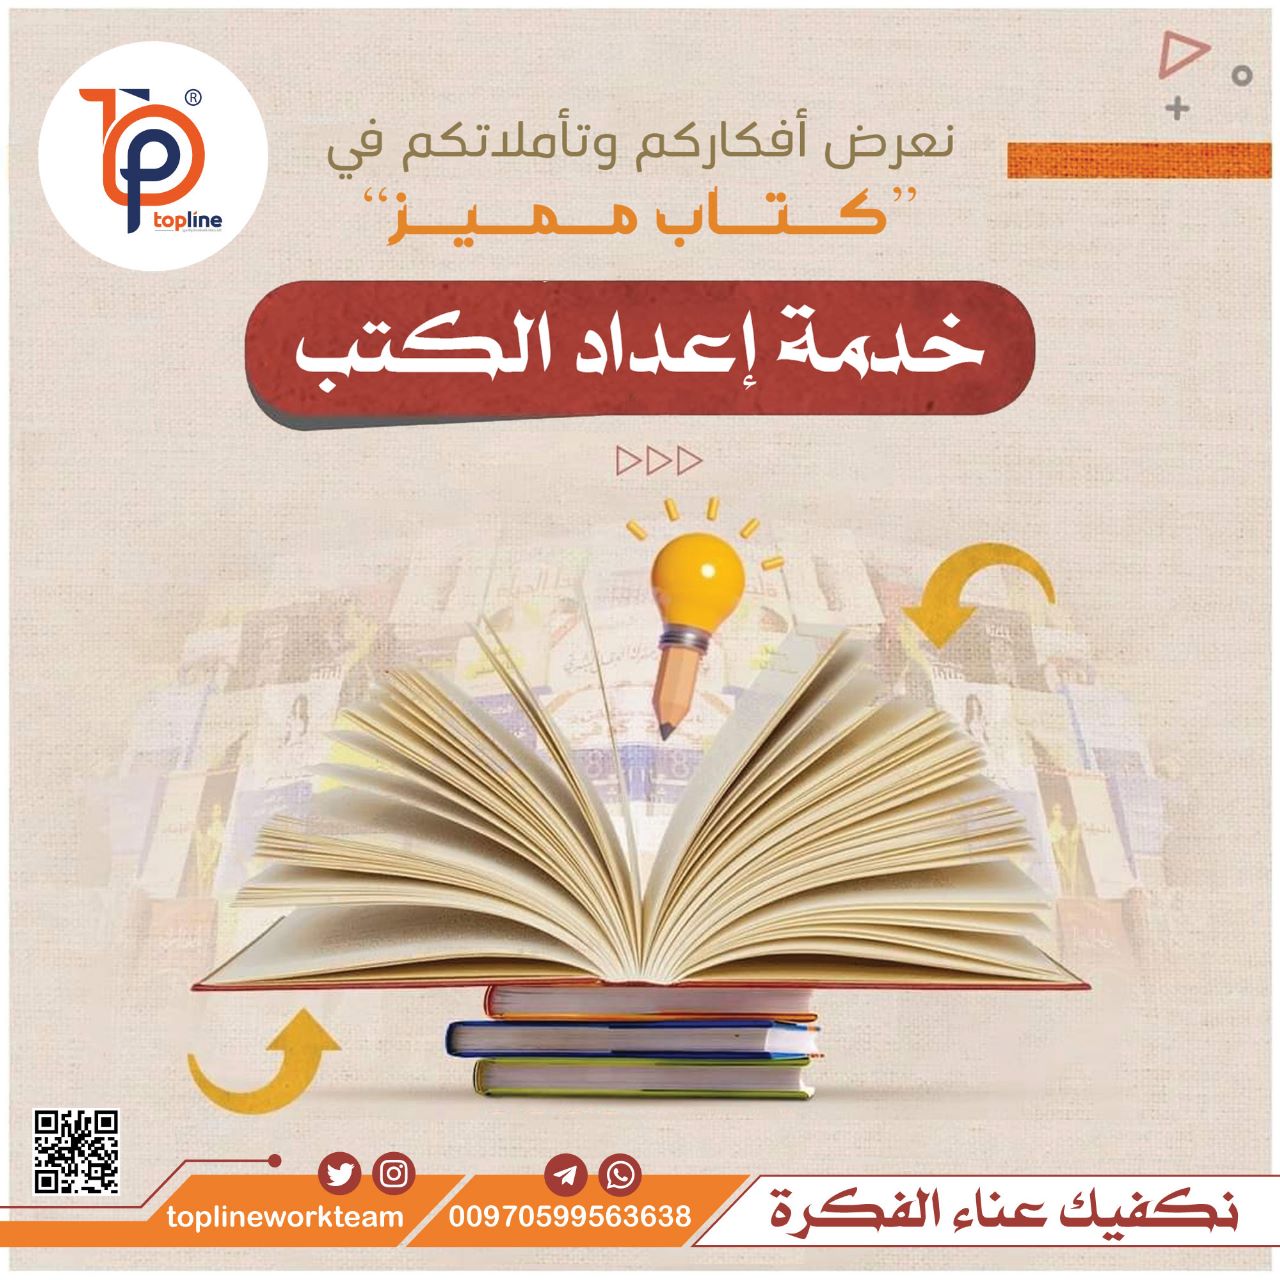 topline
®
نعرض أفكاركم وتأملاتكم في
”كتاب مميز“
خدمة إعداد الكتب
نكفيك عناء الفكرة
00970599563638
toplineworkteam